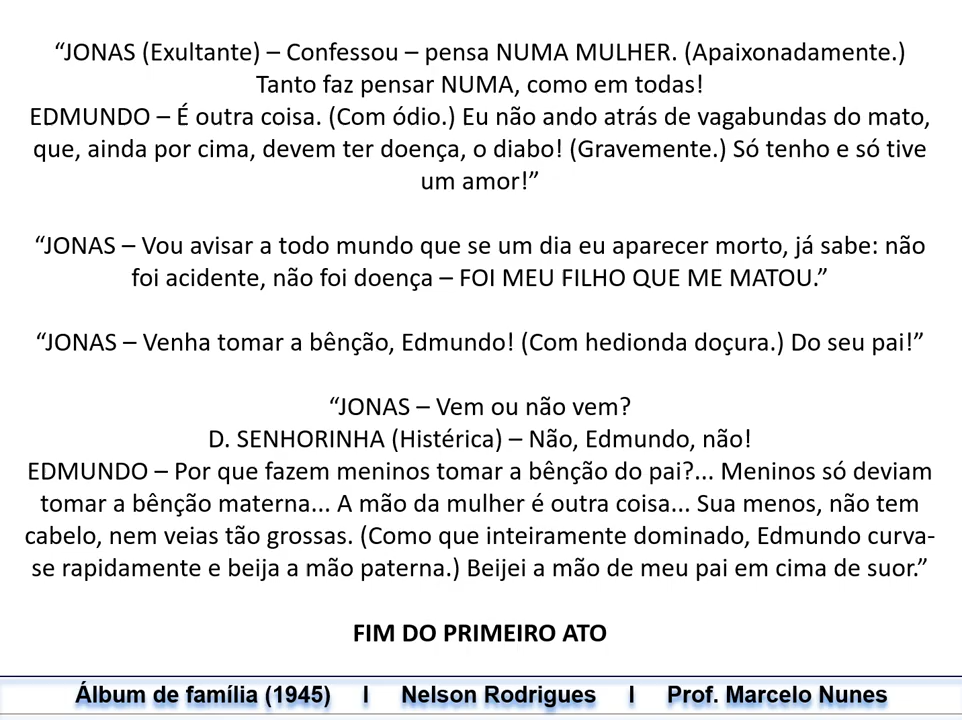 “JONAS (Exultante) – Confessou – pensa NUMA MULHER. (Apaixonadamente.)
Tanto faz pensar NUMA, como em todas!
EDMUNDO – É outra coisa. (Com ódio.) Eu não ando atrás de vagabundas do mato,
que, ainda por cima, devem ter doença, o diabo! (Gravemente.) Só tenho e só tive
um amor!”
“JONAS – Vou avisar a todo mundo que se um dia eu aparecer morto, já sabe: não
foi acidente, não foi doença – FOI MEU FILHO QUE ME MATOU.”
“JONAS – Venha tomar a bênção, Edmundo! (Com hedionda doçura.) Do seu pai!”
“JONAS – Vem ou não vem?
D. SENHORINHA (Histérica) – Não, Edmundo, não!
EDMUNDO – Por que fazem meninos tomar a bênção do pai?... Meninos só deviam
tomar a bênção materna... A mão da mulher é outra coisa... Sua menos, não tem
cabelo, nem veias tão grossas. (Como que inteiramente dominado, Edmundo curva-
se rapidamente e beija a mão paterna.) Beijei a mão de meu pai em cima de suor.”
FIM DO PRIMEIRO ATO
Álbum de família (1945) I Nelson Rodrigues I Prof. Marcelo Nunes